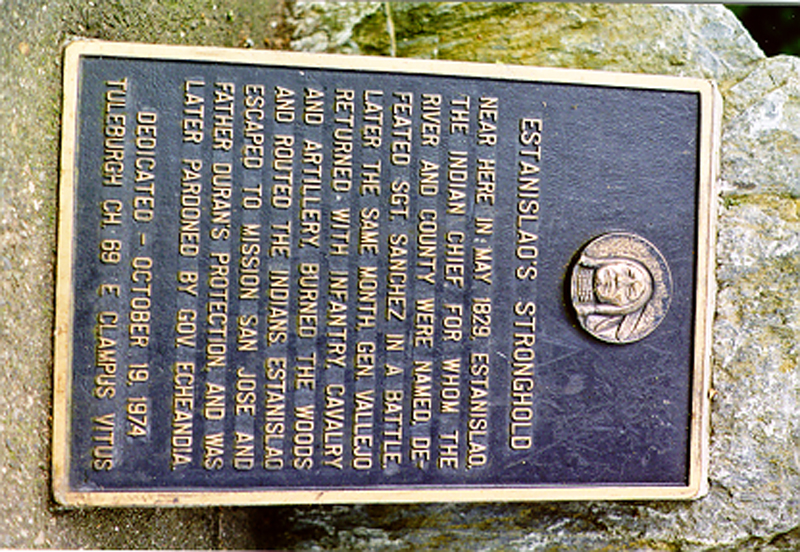 ESTANISLAO'S STRONGHOLD
NEAR HERE IN MAY 1829, ESTANISLAO,
THE INDIAN CHIEF FOR WHOM THE
RIVER AND COUNTY WERE NAMED, DE-
FEATED SGT. SANCHEZ IN A BATTLE.
LATER THE SAME MONTH, GEN. VALLEJO
RETURNED WITH INFANTRY, CAVALRY
AND ARTILLERY, BURNED THE WOODS
AND ROUTED THE INDIANS ESTANISLAO
ESCAPED TO MISSION SAN JOSE AND
FATHER DURAN'S PROTECTION, AND WAS
LATER PARDONED BY GOV. ECHEANDIA.
DEDICATED - OCTOBER 19, 1974
TULEBURGH CH. 69 E CLAMPUS VITUS